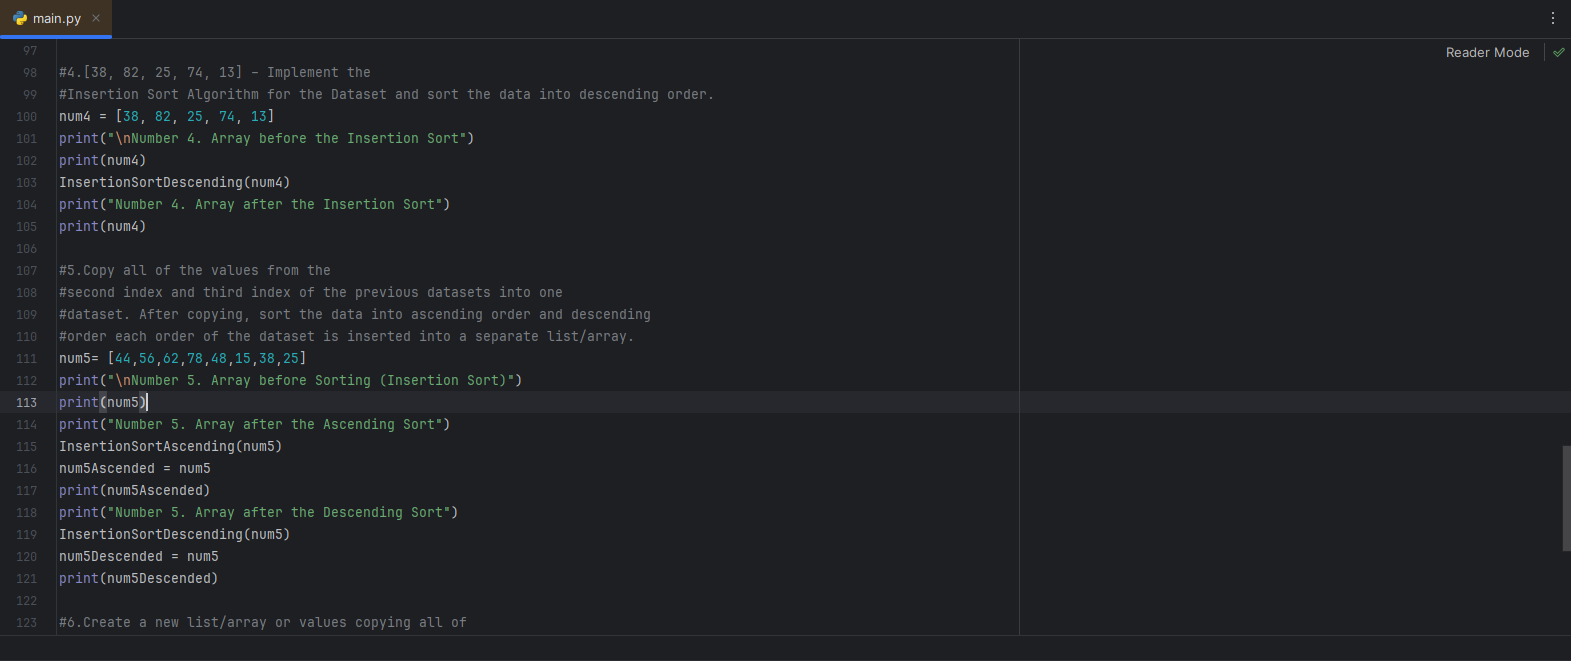 main.py
Reader Mode
97
98 #4.[38, 82, 25, 74, 13] – Implement the
99 #Insertion Sort Algorithm for the Dataset and sort the data into descending order.
100 num4 = [38, 82, 25, 74, 13]
101 print("\nNumber 4. Array before the Insertion Sort")
102 print(num4)
103 InsertionSortDescending(num4)
104 print("Number 4. Array after the Insertion Sort")
105 print(num4)
106
107 #5.Copy all of the values from the
108 #second index and third index of the previous datasets into one
109 #dataset. After copying, sort the data into ascending order and descending
110 #order each order of the dataset is inserted into a separate list/array.
111 num5= [44,56,62,78,48,15,38,25]
112 print("\nNumber 5. Array before Sorting (Insertion Sort)")
113 print(num5)
114 print("Number 5. Array after the Ascending Sort")
115 InsertionSortAscending(num5)
116 num5Ascended = num5
117 print(num5Ascended)
118 print("Number 5. Array after the Descending Sort")
119 InsertionSortDescending(num5)
120 num5Descended = num5
121 print(num5Descended)
122
123 #6.Create a new list/array or values copying all of